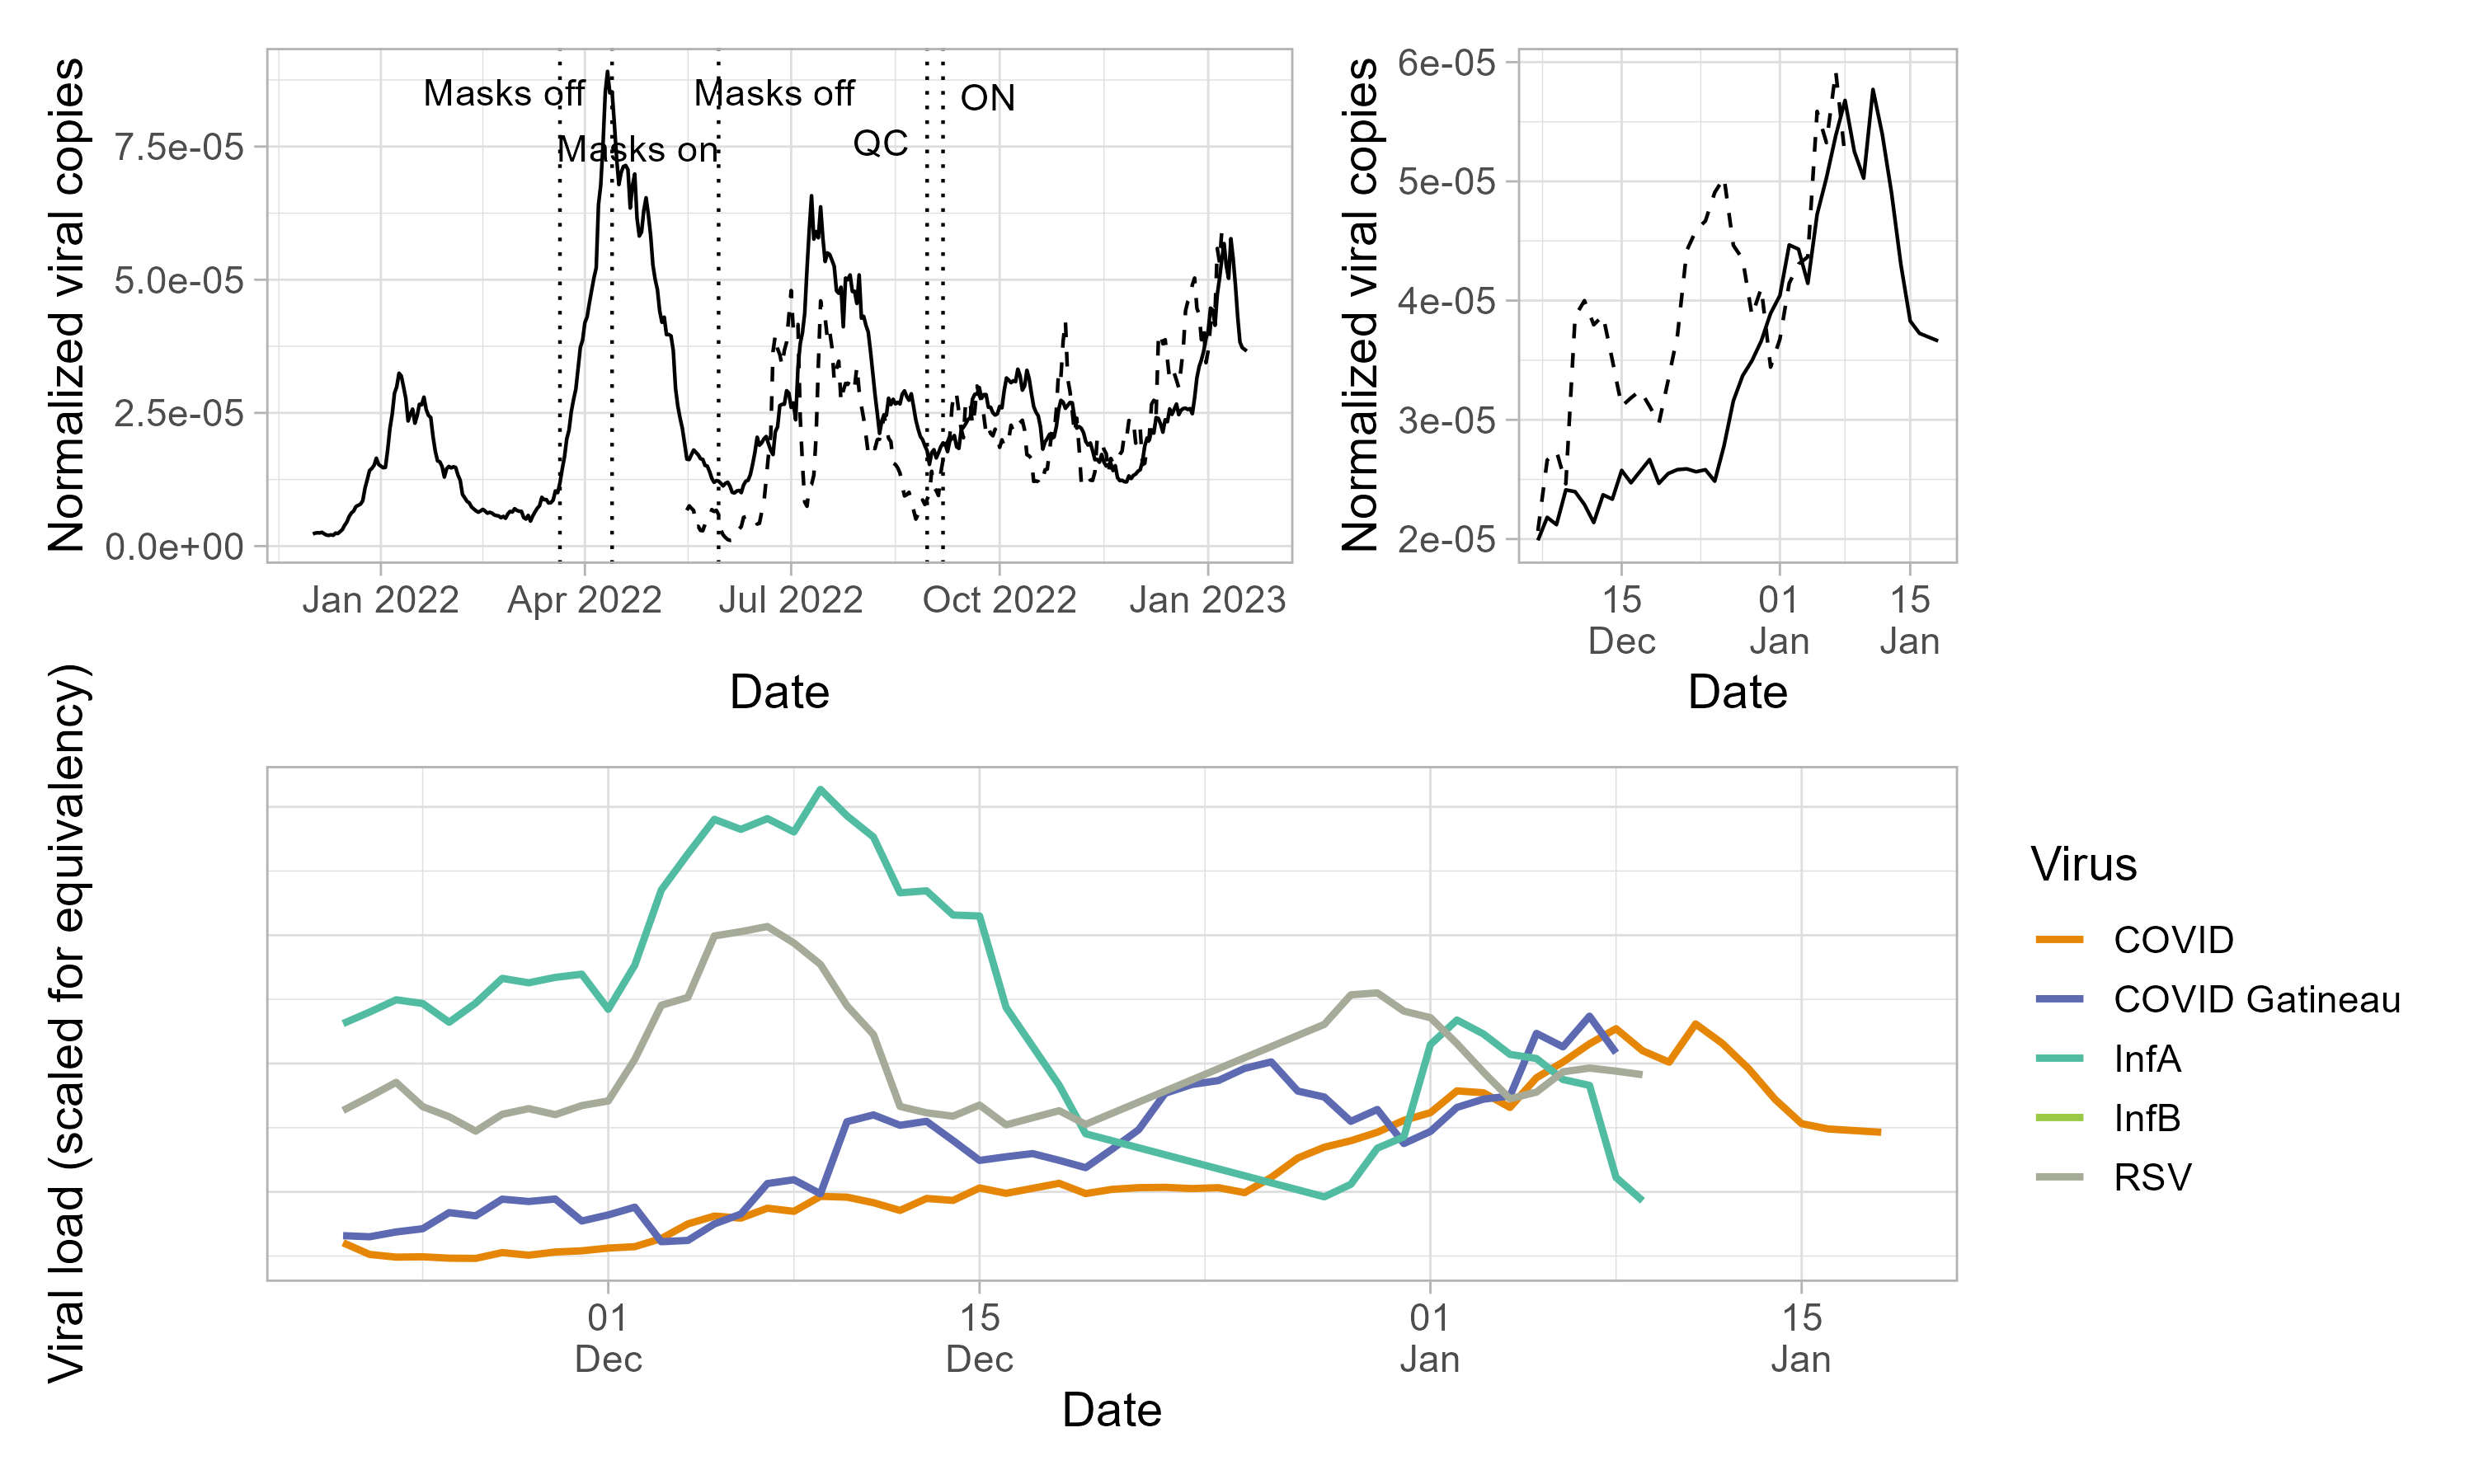 Normalized viral copies
7.5e-05
5.0e-05
2.5e-05
0.0e+00
Masks off
Masks on
Masks off
QC
ON
Jan 2022
Apr 2022
Jul 2022
Oct 2022
Jan 2023
Date
Normalized viral copies
6e-05
5e-05
4e-05
3e-05
2e-05
15
Dec
01
Jan
15
Jan
Date
Viral load (scaled for equivalency)
01
Dec
15
Dec
01
Jan
15
Jan
Date
Virus
COVID
COVID Gatineau
InfA
InfB
RSV